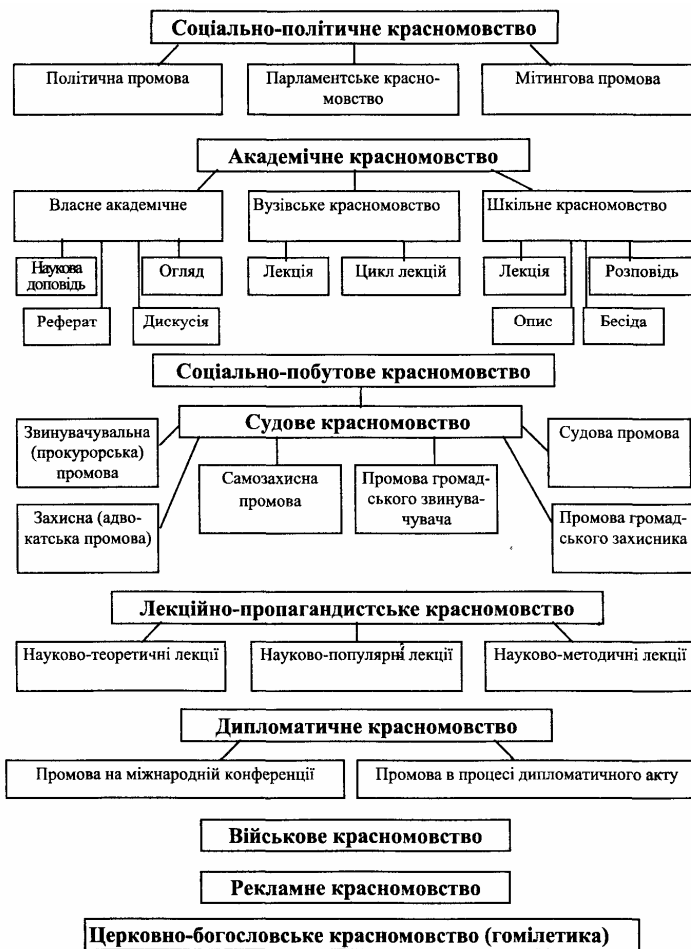 Соціально-політичне красномовство
Політична промова
Парламентське красно-
мовство
Мітингова промова
Академічне красномовство
Власне академічне
Вузівське красномовство
Шкільне красномовство
Наукова
доповідь
Огляд
Лекція
Цикл лекцій
Лекція
Розповідь
Реферат
Дискусія
Опис
Бесіда
Соціально-побутове красномовство
Судове красномовство
Звинувачувальна
(прокурорська)
промова
Судова промова
Самозахисна
промова
Промова громад-
ського звинува-
чувача
Захисна (адво-
катська промова)
Промова громад-
ського захисника
Лекційно-пропагандистське красномовство
Науково-теоретичні лекції
Науково-популярні лекції
Науково-методичні лекції
Дипломатичне красномовство
Промова на міжнародній конференції
Промова в процесі дипломатичного акту
Військове красномовство
Рекламне красномовство
Церковно-богословське красномовство (гомілетика)